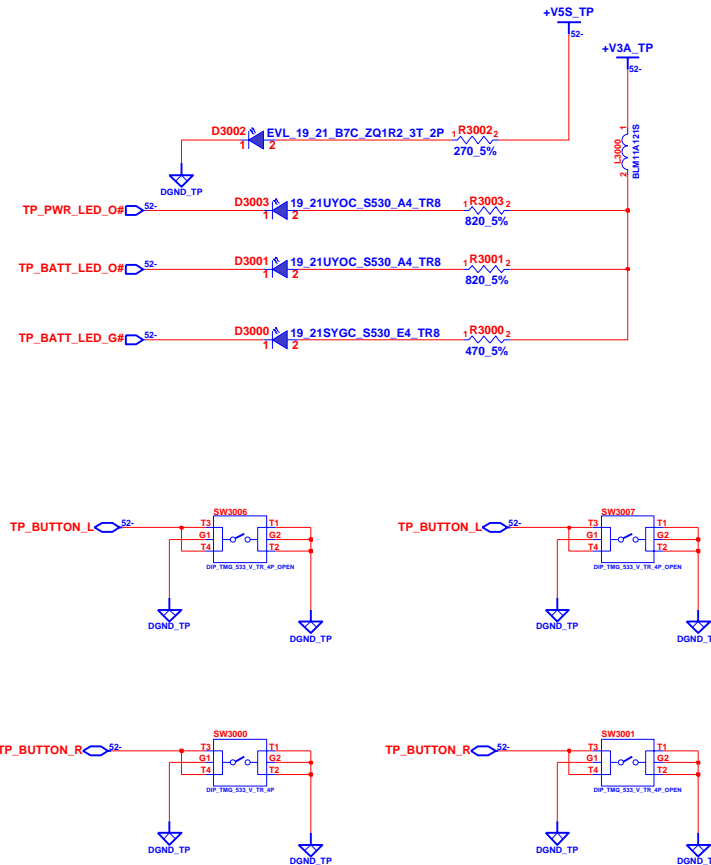 +V5S_TP
52-
+V3A_TP
52-
D3002 EVL_19_21_B7C_ZQ1R2_3T_2P 1 R3002 2
1 2
270_5%
1 L3000 2 BLM11A121S
DGND_TP
TP_PWR_LED_O# 52- D3003 19_21UYOC_S530_A4_TR8 1 R3003 2
1 2
820_5%
TP_BATT_LED_O# 52- D3001 19_21UYOC_S530_A4_TR8 1 R3001 2
1 2
820_5%
TP_BATT_LED_G# 52- D3000 19_21SYGC_S530_E4_TR8 1 R3000 2
1 2
470_5%
SW3006
TP_BUTTON_L 52- T3 T1
G1 G2
T4 T2
DIP_TMG_533_V_TR_4P_OPEN
DGND_TP
DGND_TP
SW3007
TP_BUTTON_L 52- T3 T1
G1 G2
T4 T2
DIP_TMG_533_V_TR_4P_OPEN
DGND_TP
DGND_T
SW3000
TP_BUTTON_R 52- T3 T1
G1 G2
T4 T2
DIP_TMG_533_V_TR_4P
DGND_TP
DGND_TP
SW3001
TP_BUTTON_R 52- T3 T1
G1 G2
T4 T2
DIP_TMG_533_V_TR_4P_OPEN
DGND_TP
DGND_T